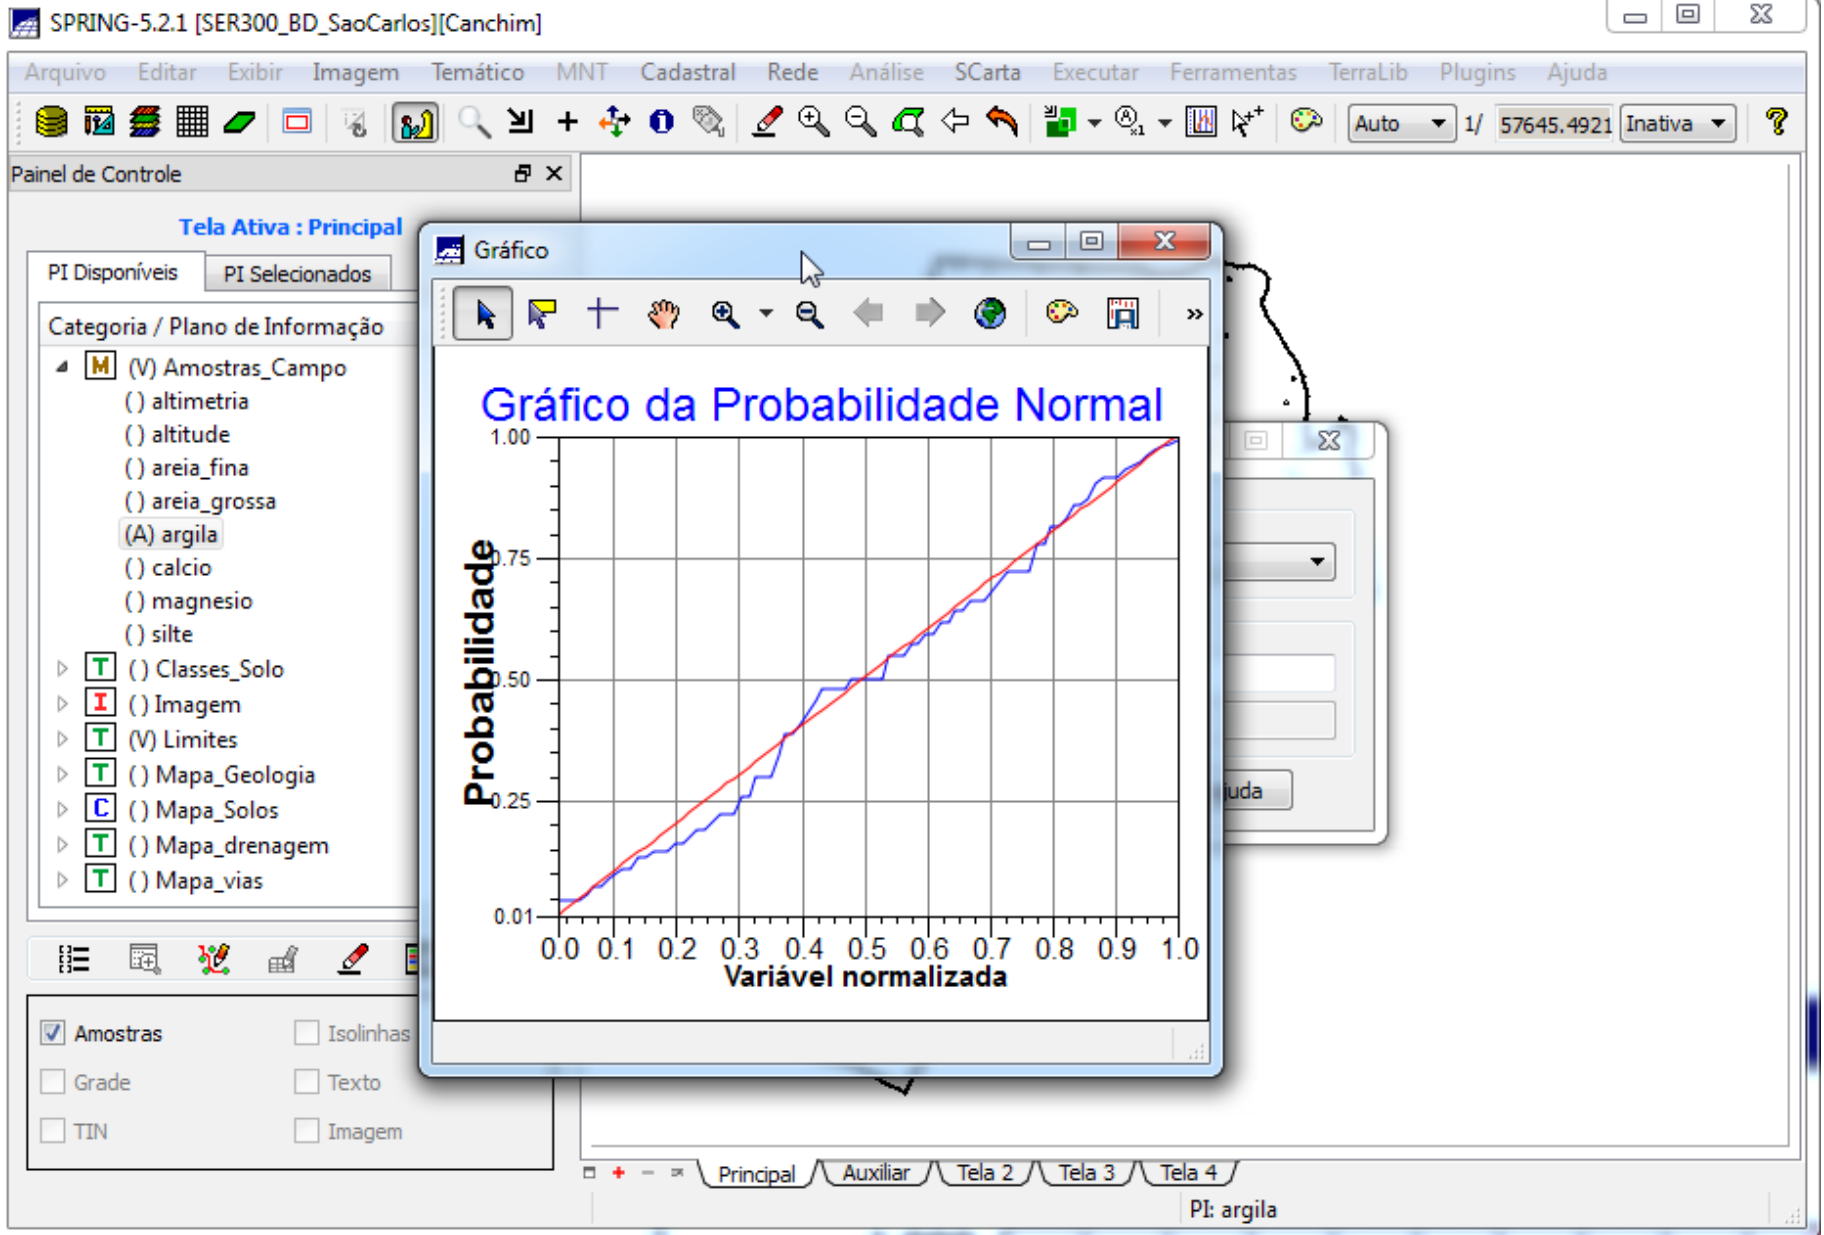 SPRING-5.2.1 [SER300_BD_SaoCarlos][Canchim]
Arquivo Editar Exibir Imagem Temático MNT Cadastral Rede Análise SCarta Executar Ferramentas TerraLib Plugins Ajuda
Auto 1/ 57645.4921 Inativa
Painel de Controle
Tela Ativa : Principal
PI Disponíveis PI Selecionados
Categoria / Plano de Informação
M (V) Amostras_Campo
( ) altimetria
( ) altitude
( ) areia_fina
( ) areia_grossa
(A) argila
( ) calcio
( ) magnesio
( ) silte
T ( ) Classes_Solo
I ( ) Imagem
T (V) Limites
T ( ) Mapa_Geologia
C ( ) Mapa_Solos
T ( ) Mapa_drenagem
T ( ) Mapa_vias
Amostras Isolinhas
Grade Texto
TIN Imagem
Gráfico
Gráfico da Probabilidade Normal
1.00
0.75
0.50
0.25
0.01
Probabilidade
0.0 0.1 0.2 0.3 0.4 0.5 0.6 0.7 0.8 0.9 1.0
Variável normalizada
juda
Principal Auxiliar Tela 2 Tela 3 Tela 4
PI: argila